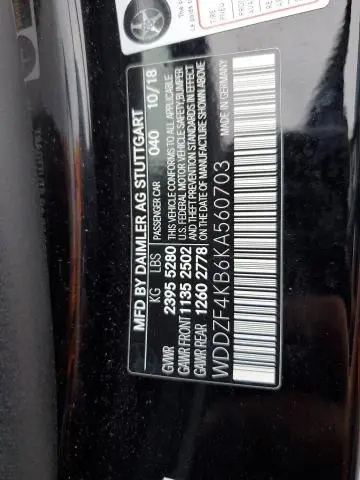 MFD BY DAIMLER AG STUTTGART
KG LBS PASSENGER CAR 040 10/18
GVWR 2395 5280 THIS VEHICLE CONFORMS TO ALL APPLICABLE
GAWR FRONT 1135 2502 U.S. FEDERAL MOTOR VEHICLE SAFETY BUMPER
AND THEFT PREVENTION STANDARDS IN EFFECT
GAWR REAR 1260 2778 ON THE DATE OF MANUFACTURE SHOWN ABOVE
WDDZF4KB6KA560703 MADE IN GERMANY